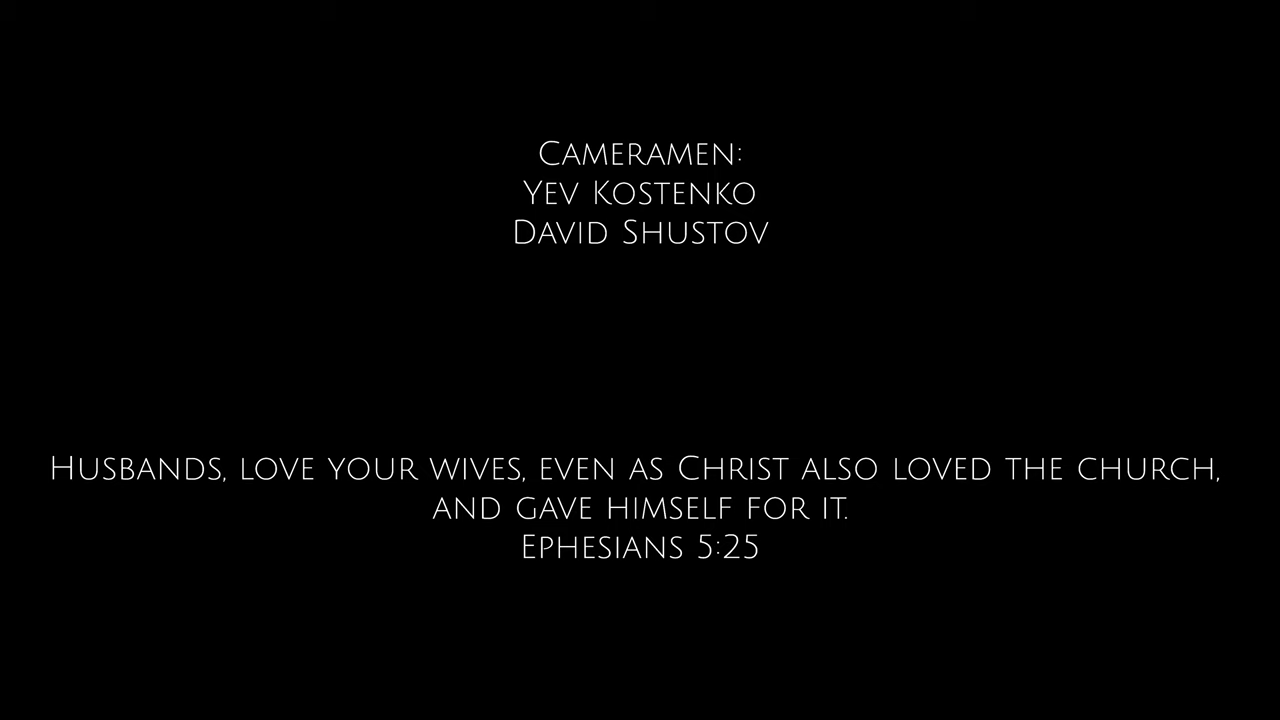 Cameramen:
Yev Kostenko
David Shustov
Husbands, love your wives, even as Christ also loved the church,
and gave himself for it.
Ephesians 5:25